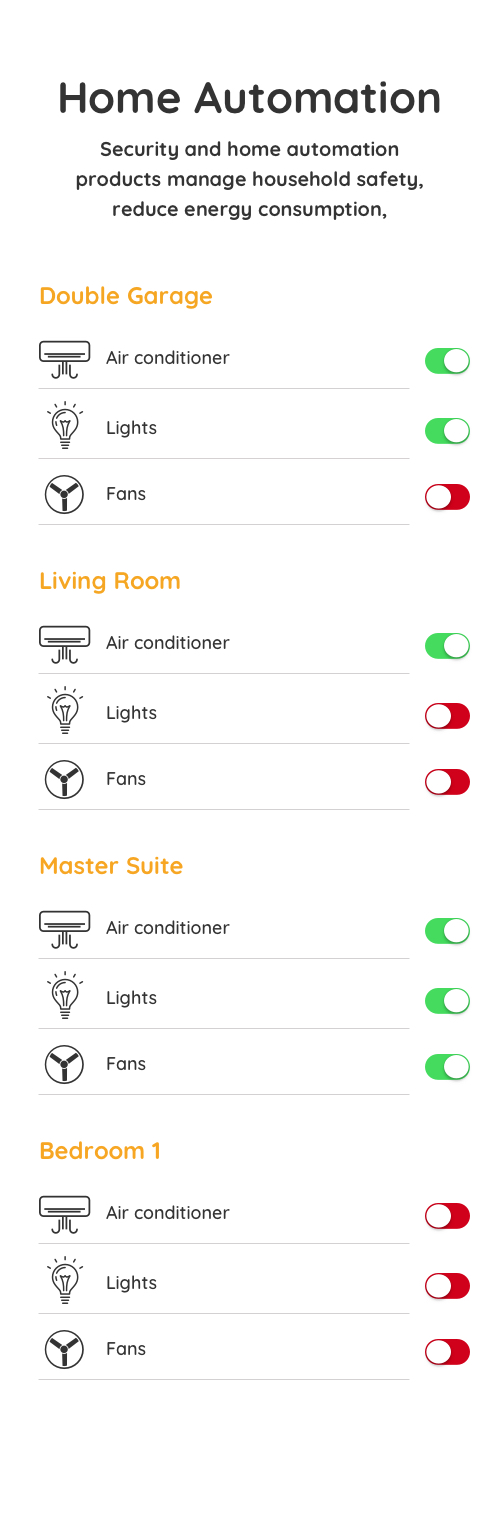 Home Automation
Security and home automation
products manage household safety,
reduce energy consumption,
Double Garage
Air conditioner
Lights
Fans
Living Room
Air conditioner
Lights
Fans
Master Suite
Air conditioner
Lights
Fans
Bedroom 1
Air conditioner
Lights
Fans